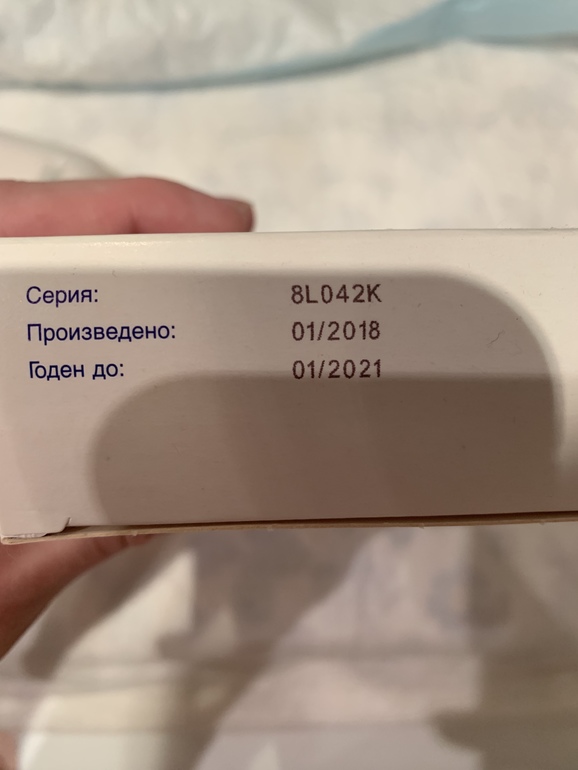 Серия: 8L042K
Произведено: 01/2018
Годен до: 01/2021